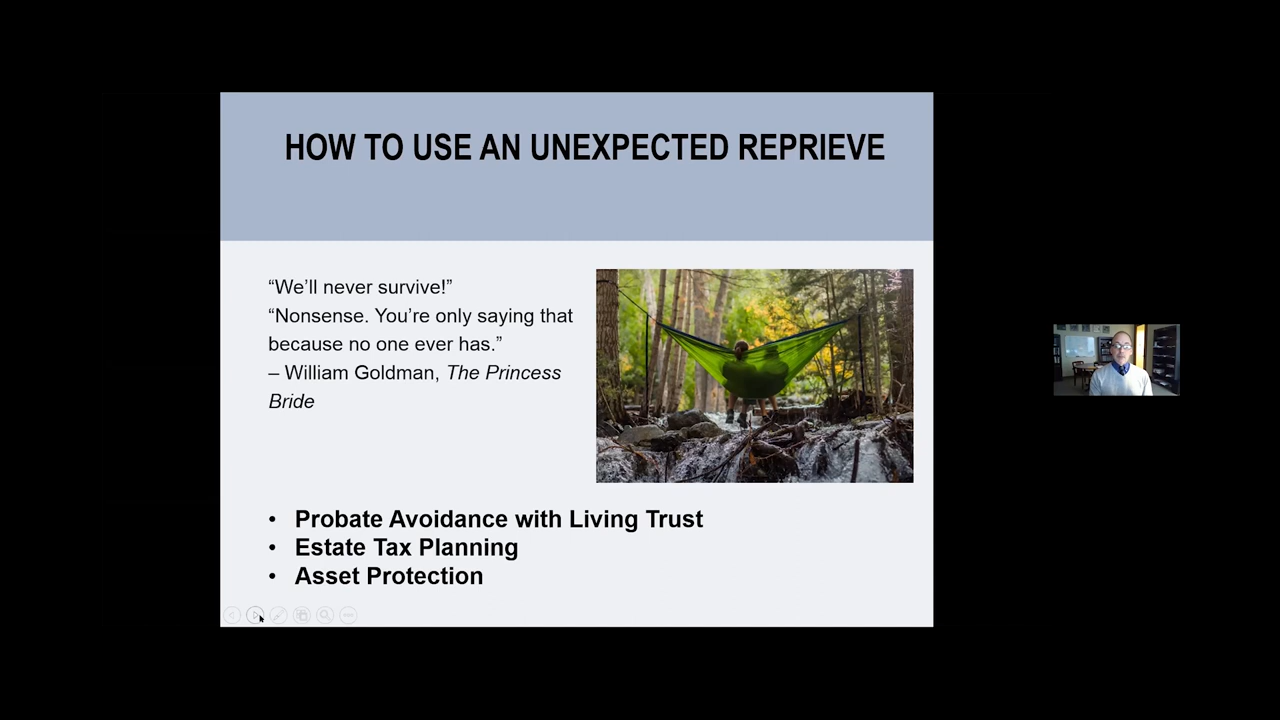 HOW TO USE AN UNEXPECTED REPRIEVE
“We’ll never survive!”
“Nonsense. You’re only saying that
because no one ever has.”
– William Goldman, The Princess
Bride
• Probate Avoidance with Living Trust
• Estate Tax Planning
• Asset Protection